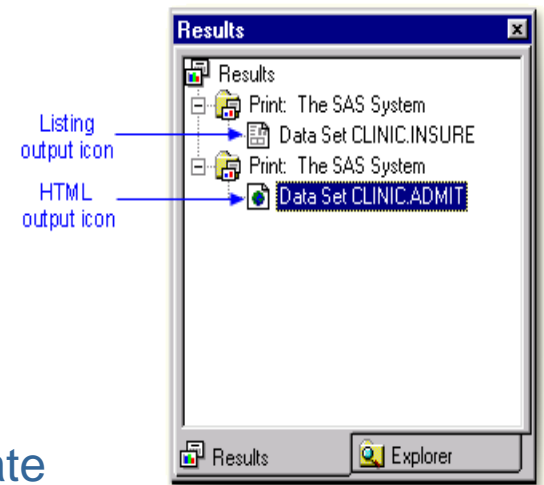 Results
Results
Print: The SAS System
Listing
output icon
Data Set CLINIC.INSURE
Print: The SAS System
HTML
output icon
Data Set CLINIC.ADMIT
Results
Explorer